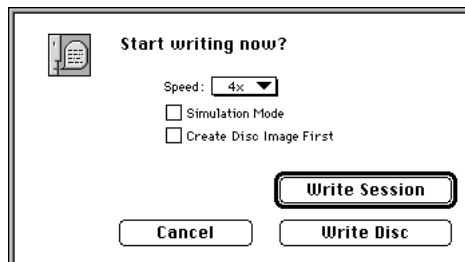 Start writing now?
Speed: 4x
Simulation Mode
Create Disc Image First
Write Session
Cancel Write Disc